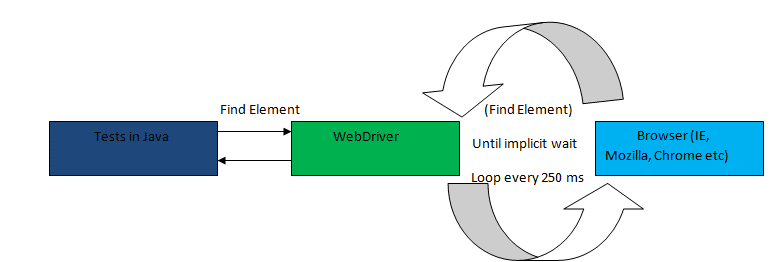 Find Element
Tests in Java
WebDriver
(Find Element)
Until implicit wait
Loop every 250 ms
Browser (IE,
Mozilla, Chrome etc)